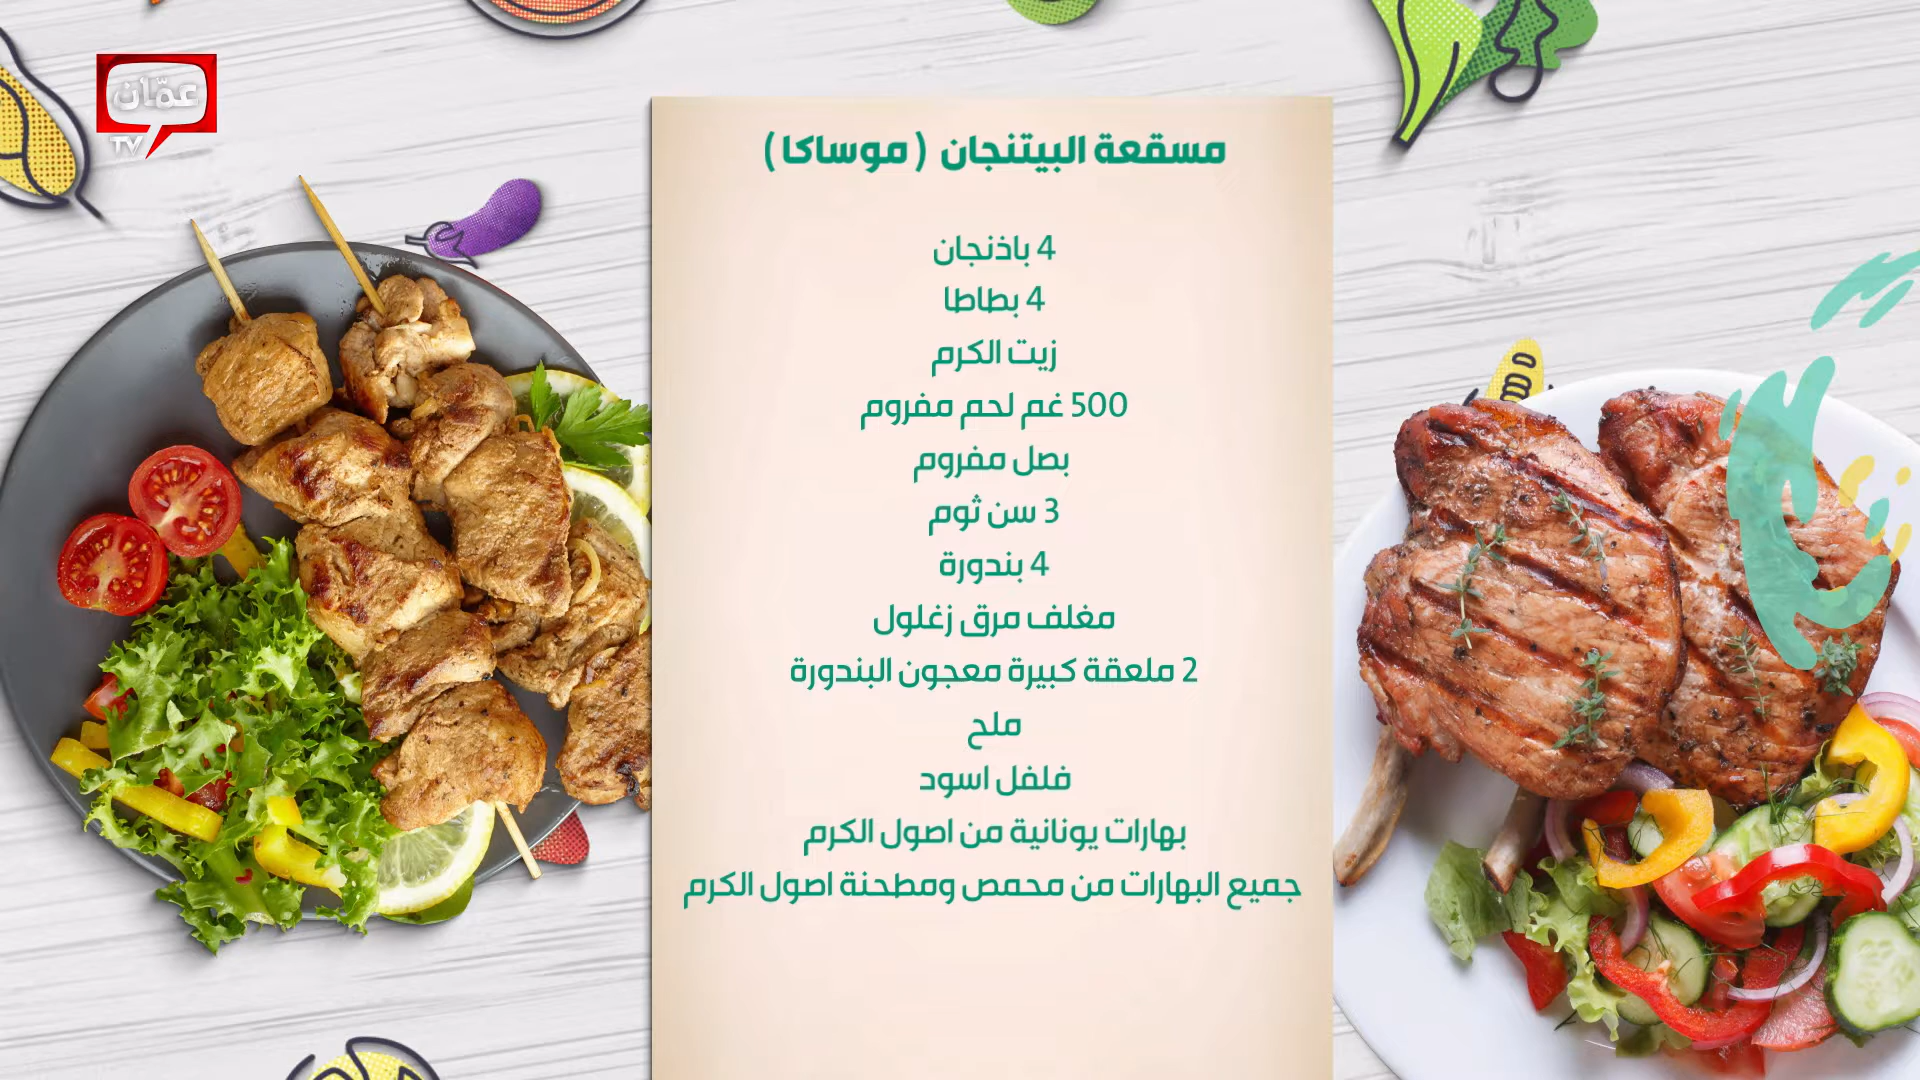 عمّان
TV
مسقعة البيتنجان ( موساكا )
4 باذنجان
4 بطاطا
زيت الكرم
500 غم لحم مفروم
بصل مفروم
3 سن ثوم
4 بندورة
مغلف مرق زغلول
2 ملعقة كبيرة معجون البندورة
ملح
فلفل اسود
بهارات يونانية من اصول الكرم
جميع البهارات من محمص ومطحنة اصول الكرم